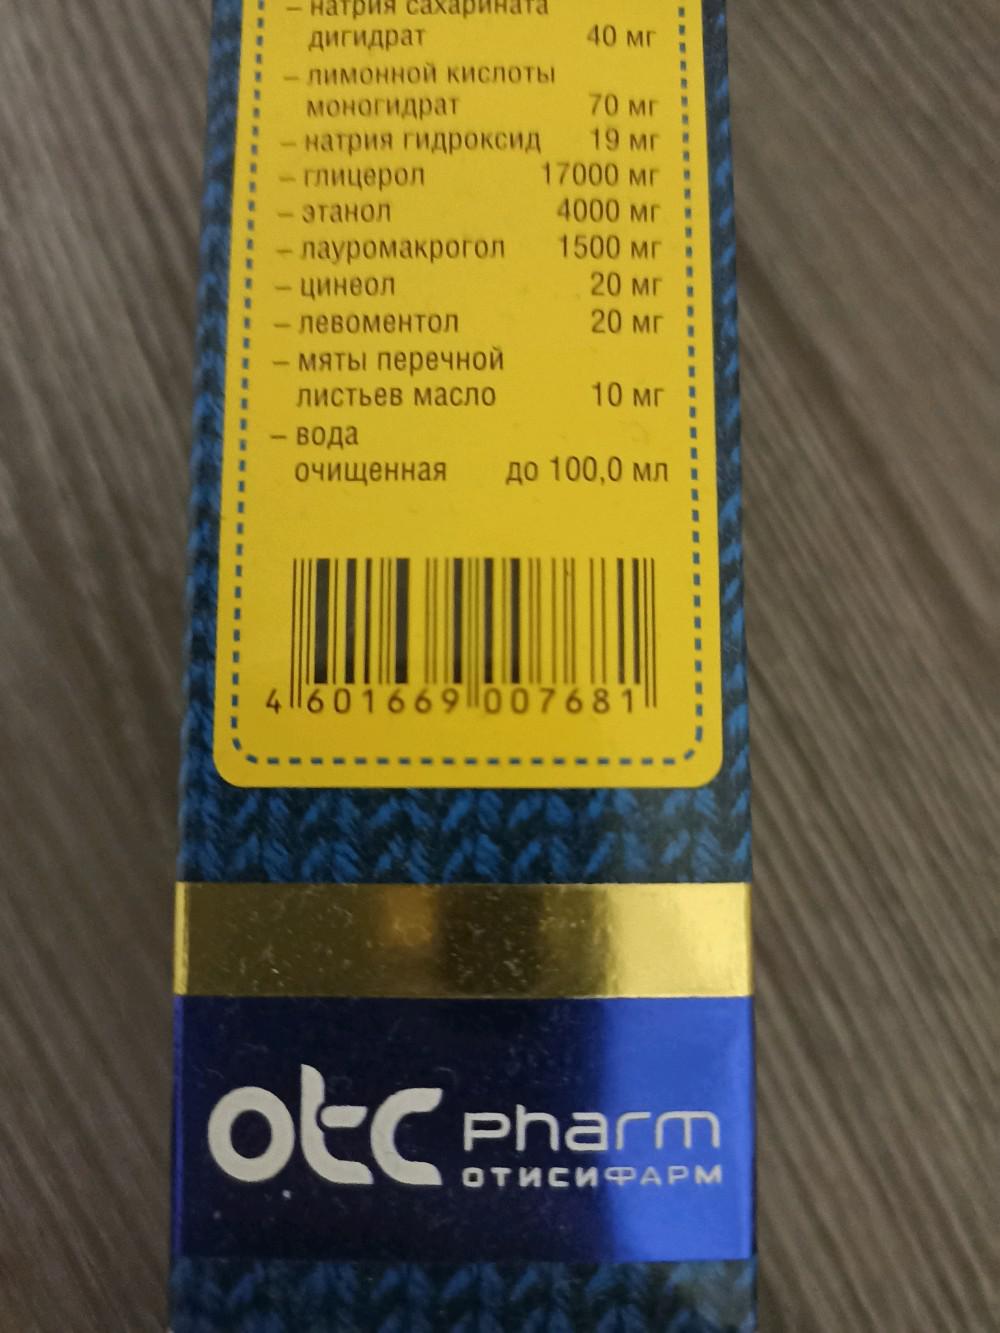 – натрия сахарината
дигидрат 40 мг
– лимонной кислоты
моногидрат 70 мг
– натрия гидроксид 19 мг
– глицерол 17000 мг
– этанол 4000 мг
– лауромакрогол 1500 мг
– цинеол 20 мг
– левоментол 20 мг
– мяты перечной
листьев масло 10 мг
– вода
очищенная до 100,0 мл
4 601669 007681
otc pharm
ОТИСИФАРМ